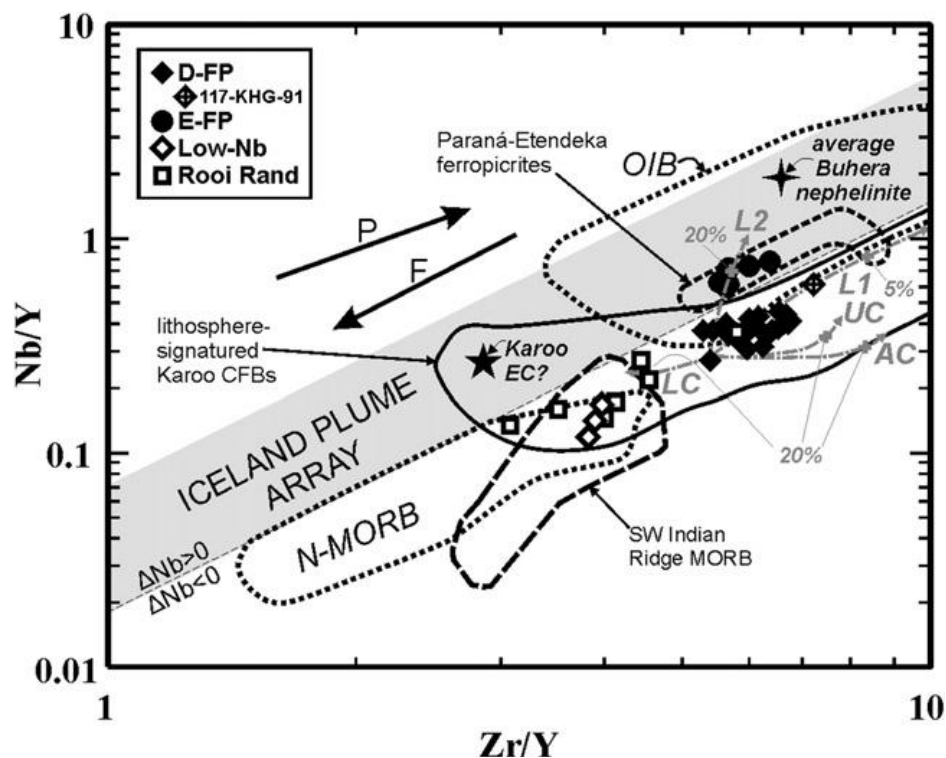 10
1
0.1
0.01
Nb/Y
D-FP
117-KHG-91
E-FP
Low-Nb
Rooi Rand
Paraná-Etendeka
ferropicrites
OIB
average
Buhera
nephelinite
P
F
20%
L2
L1
5%
UC
AC
LC
20%
lithosphere-
signatured
Karoo CFBs
Karoo
EC?
ICELAND PLUME
ARRAY
N-MORB
SW Indian
Ridge MORB
ΔNb>0
ΔNb<0
1
10
Zr/Y